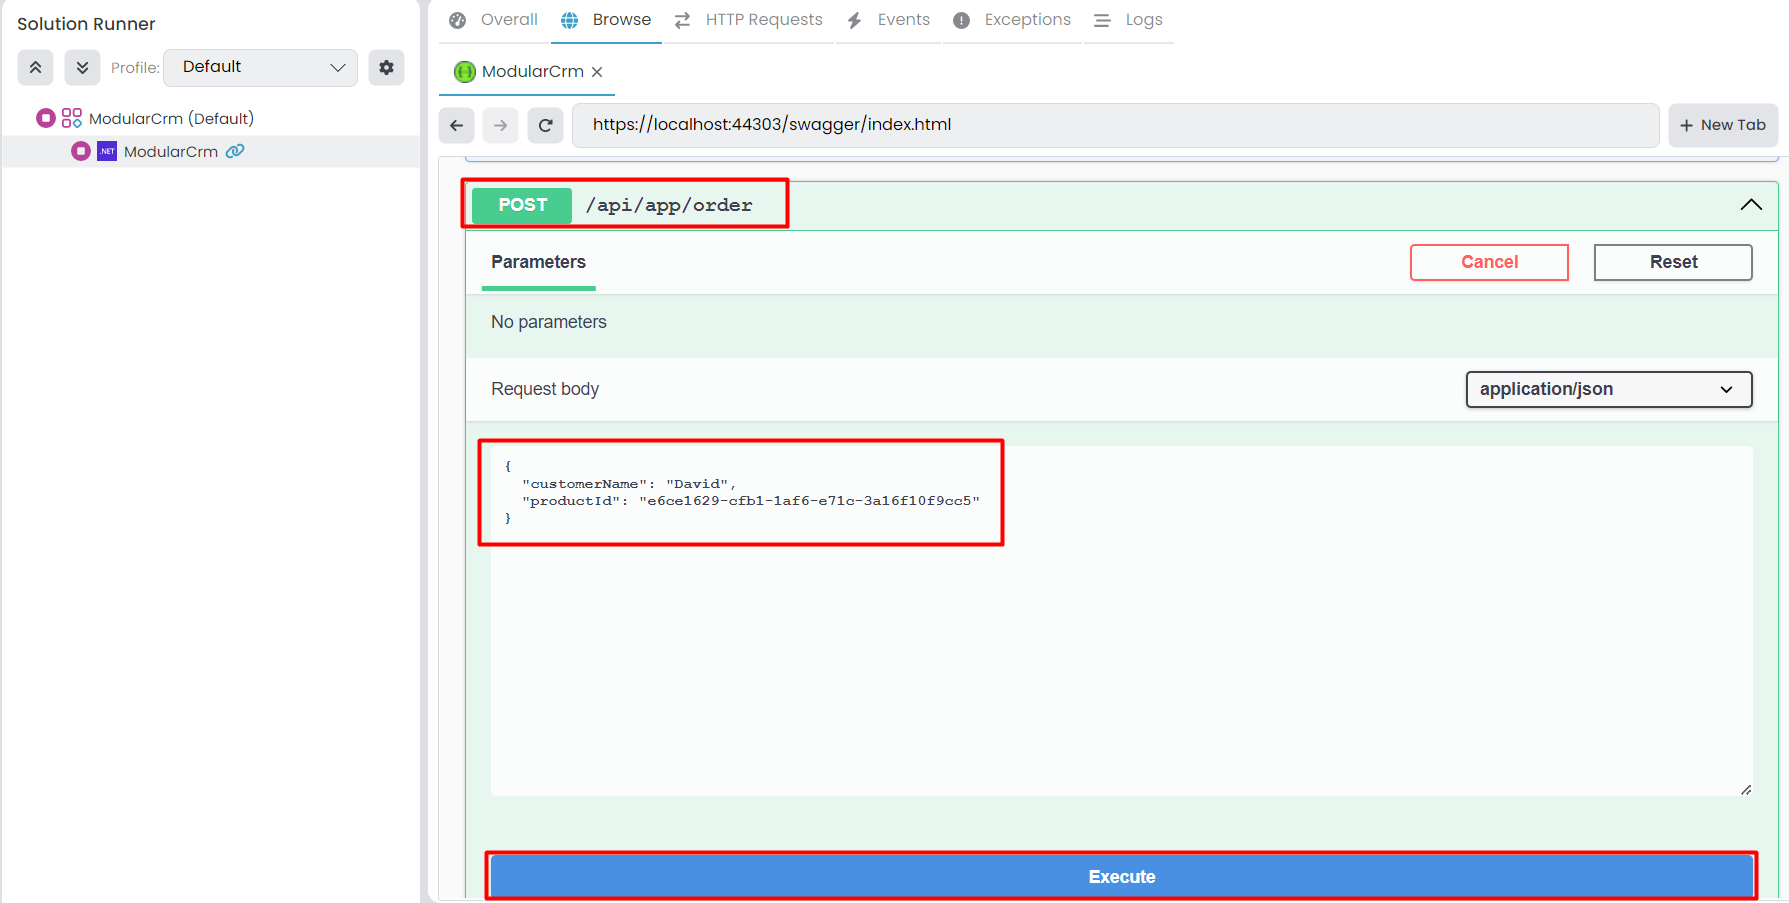 Solution Runner
Profile:
Default
ModularCrm (Default)
.NET ModularCrm
Overall Browse HTTP Requests Events Exceptions Logs
ModularCrm
https://localhost:44303/swagger/index.html
New Tab
POST /api/app/order
Parameters
Cancel
Reset
No parameters
Request body
application/json
{
"customerName": "David",
"productId": "e6ce1629-cfb1-1af6-e71c-3a16f10f9cc5"
}
Execute